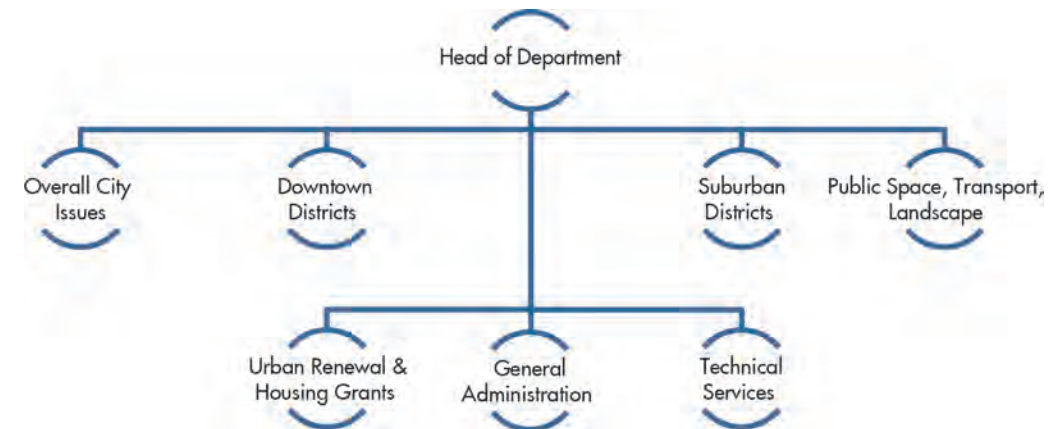 Head of Department
Overall City
Issues
Downtown
Districts
Suburban
Districts
Public Space, Transport,
Landscape
Urban Renewal &
Housing Grants
General
Administration
Technical
Services